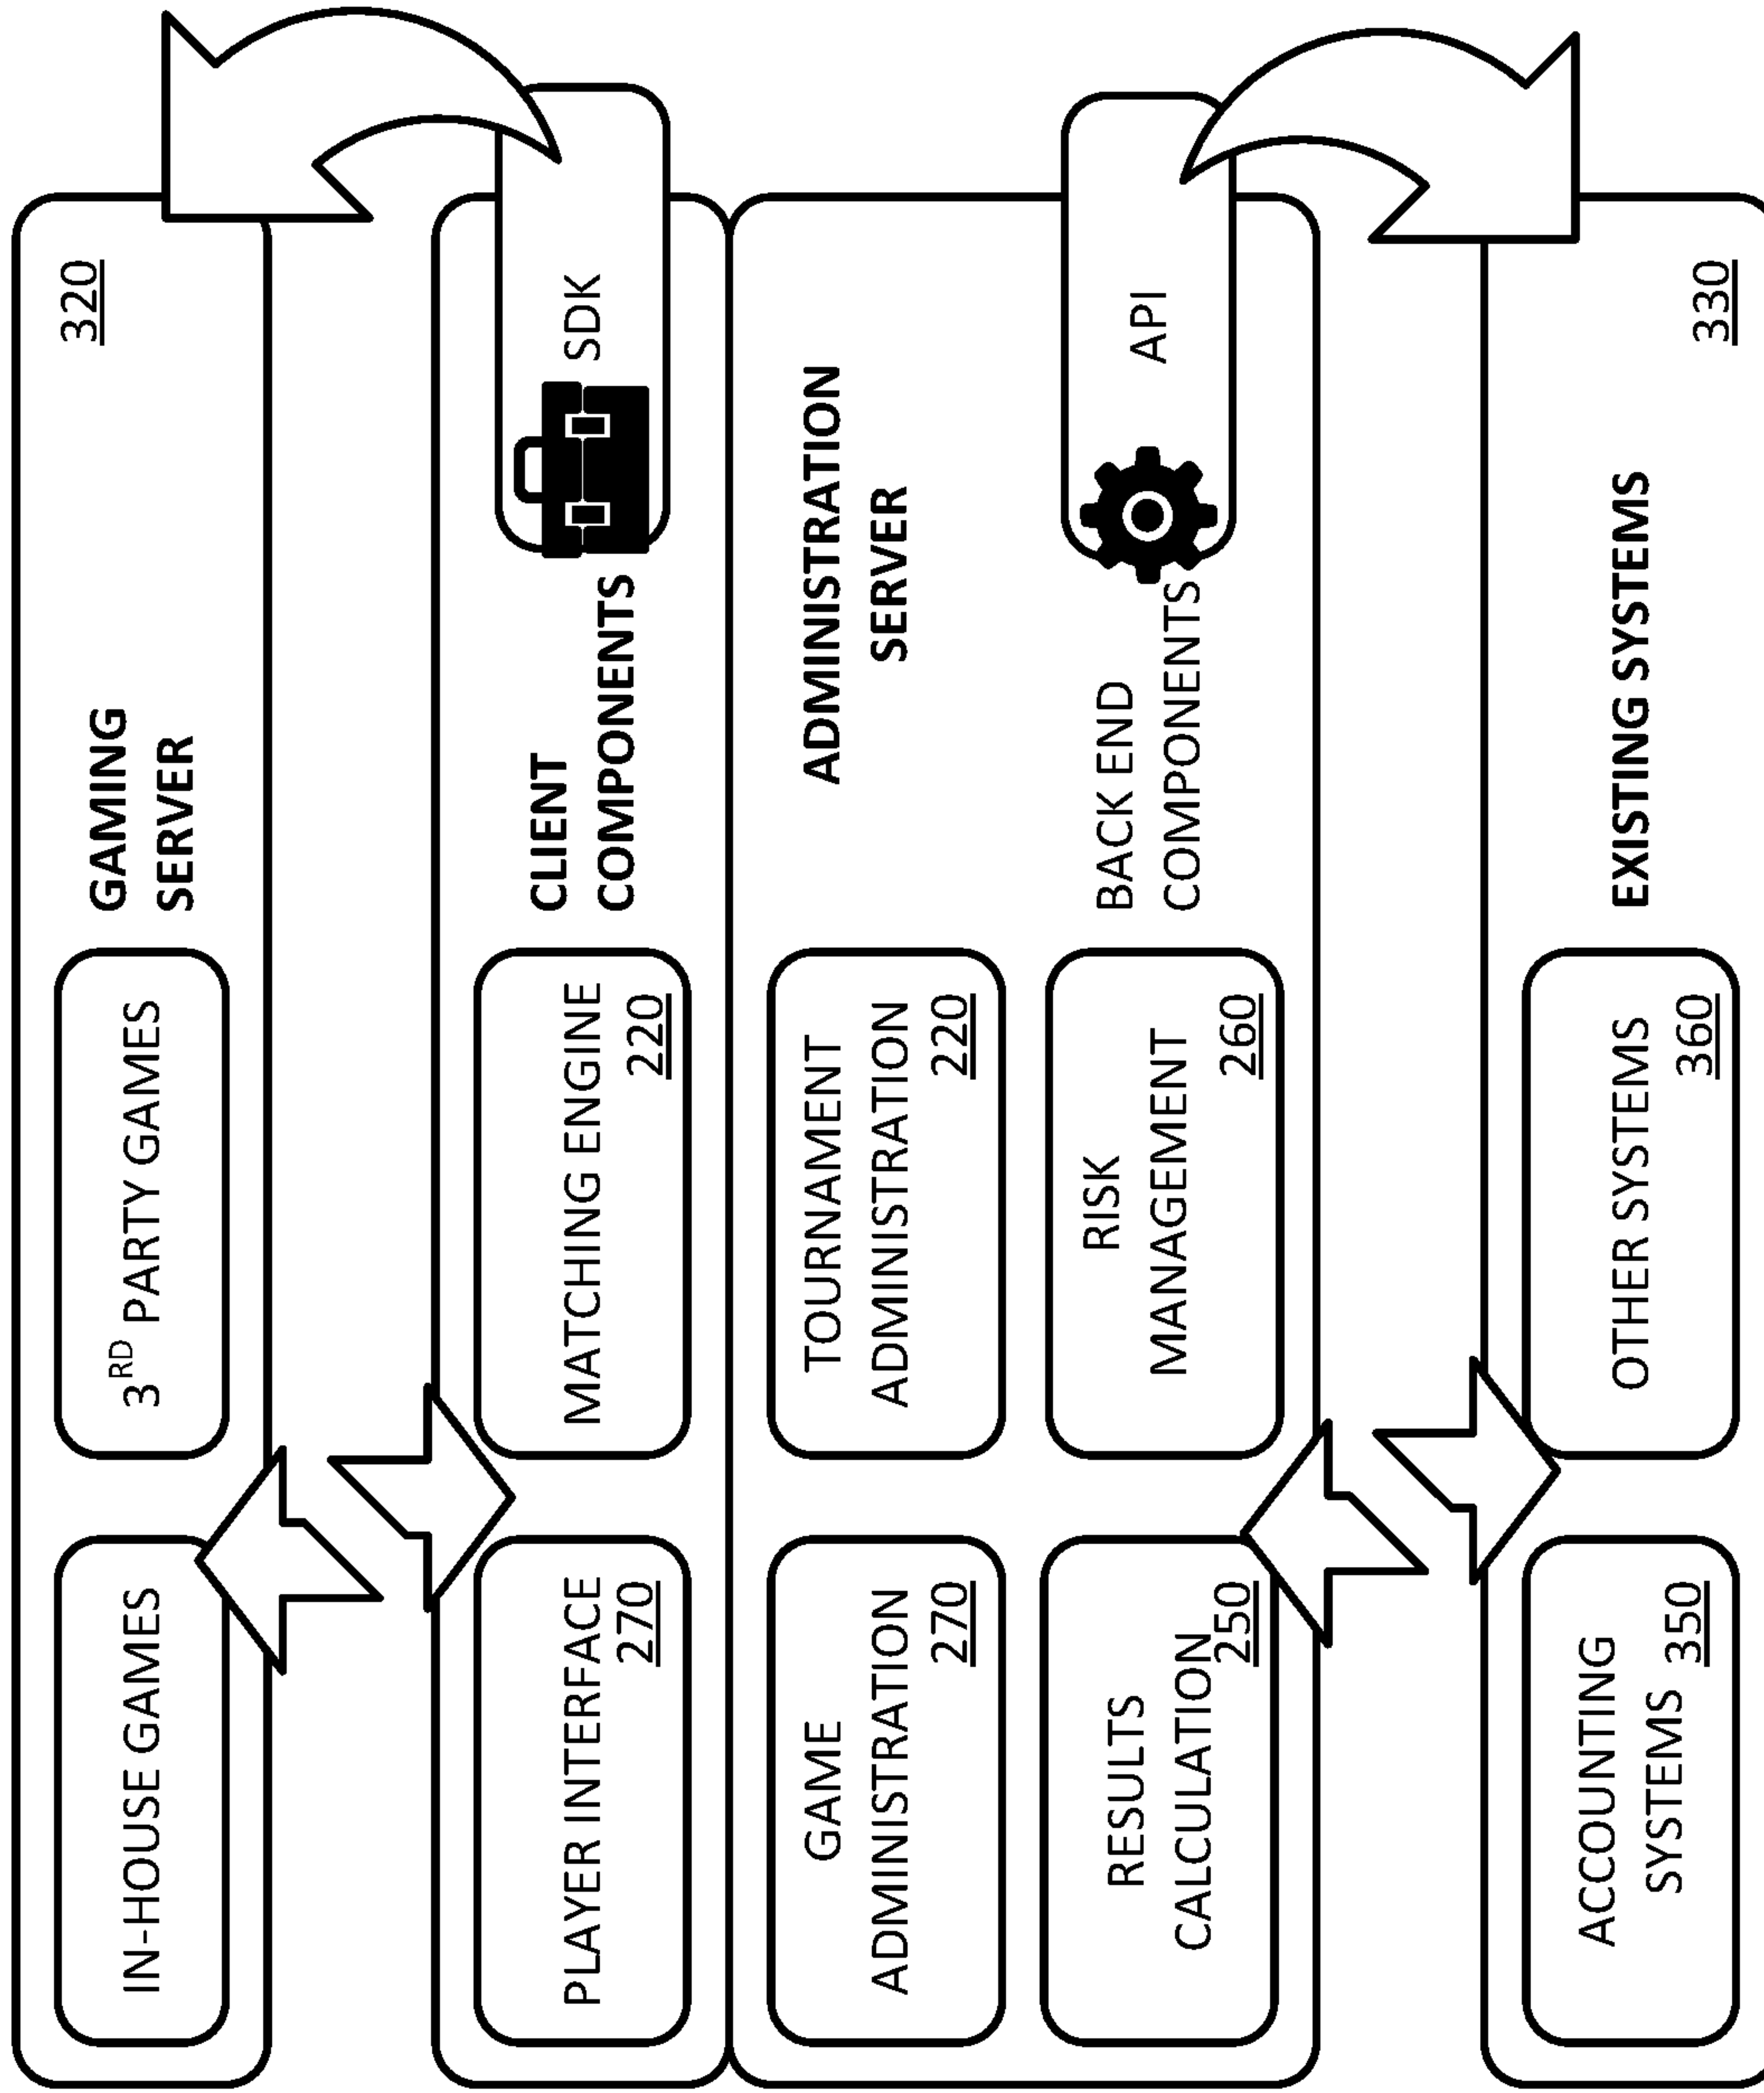 IN-HOUSE GAMES
3RD PARTY GAMES
GAMING
SERVER
320
PLAYER INTERFACE
270
MATCHING ENGINE
220
CLIENT
COMPONENTS
SDK
GAME
ADMINISTRATION
270
TOURNAMENT
ADMINISTRATION
220
ADMINISTRATION
SERVER
RESULTS
CALCULATION
250
RISK
MANAGEMENT
260
BACK END
COMPONENTS
API
ACCOUNTING
SYSTEMS 350
OTHER SYSTEMS
360
EXISTING SYSTEMS
330